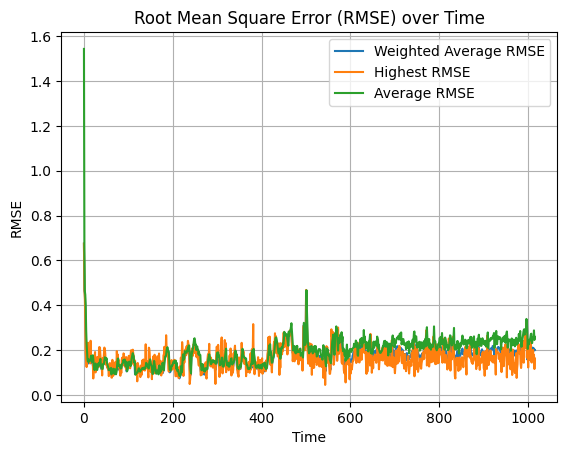 Root Mean Square Error (RMSE) over Time
1.6
1.4
1.2
1.0
0.8
0.6
0.4
0.2
0.0
RMSE
Weighted Average RMSE
Highest RMSE
Average RMSE
0 200 400 600 800 1000
Time